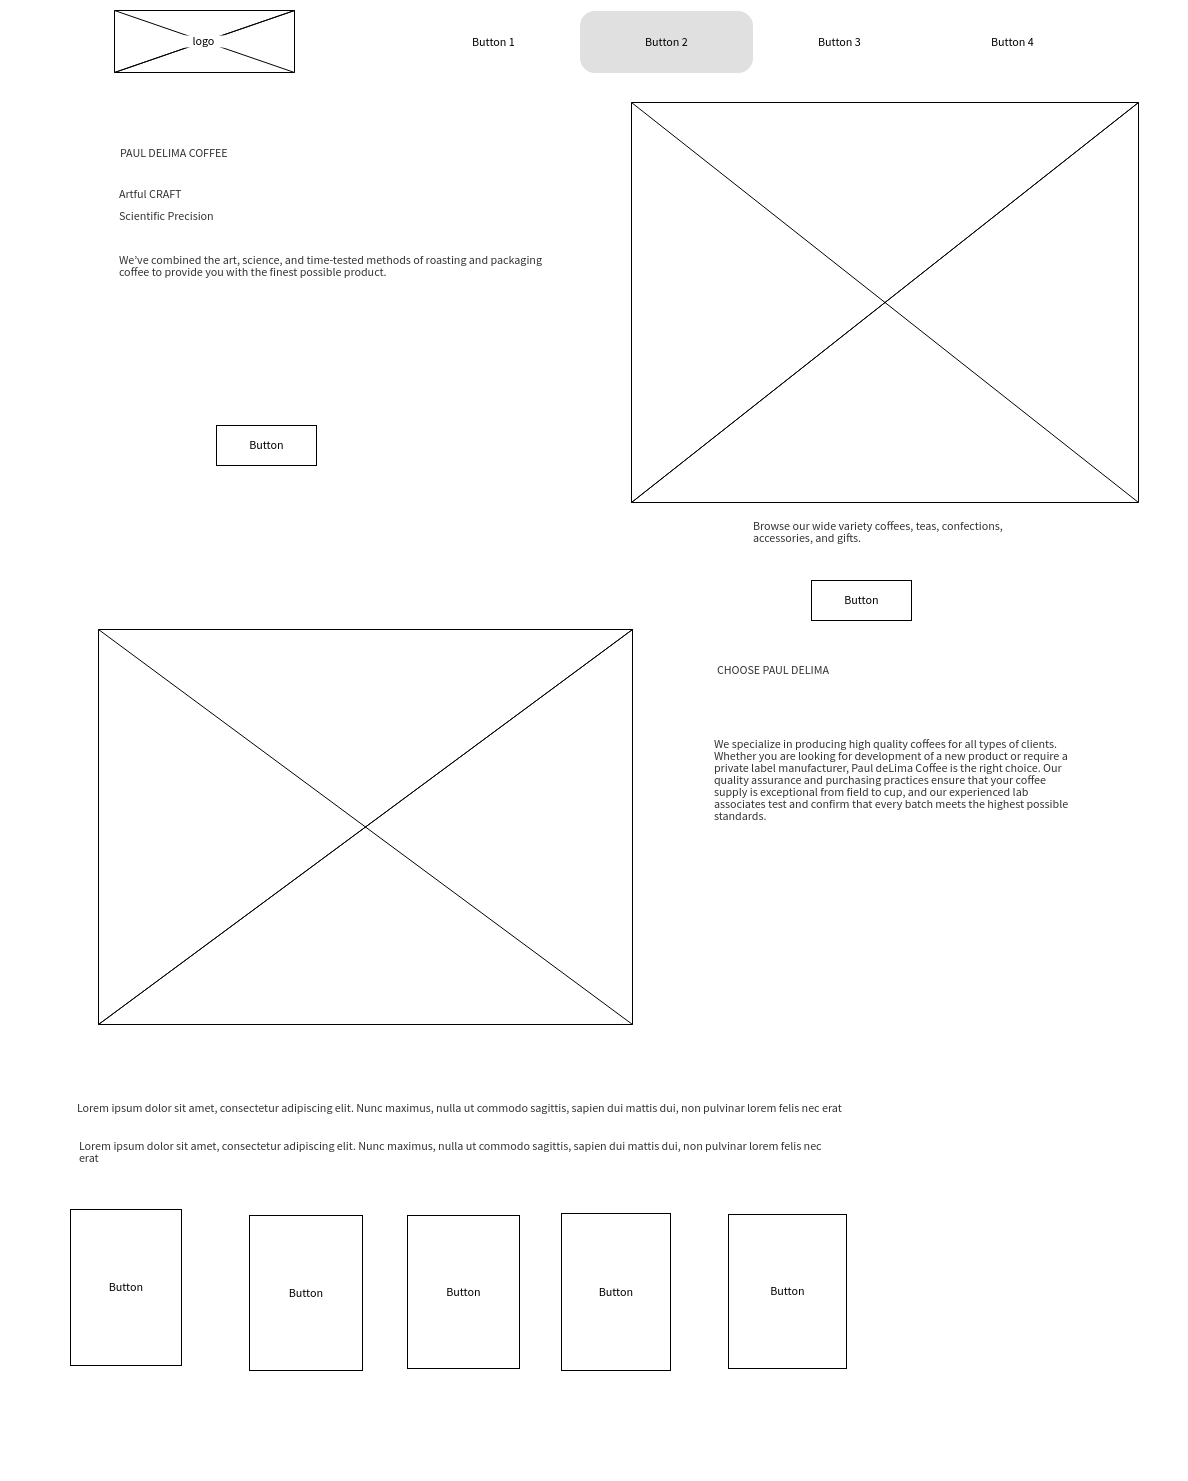 logo
Button 1
Button 2
Button 3
Button 4
PAUL DELIMA COFFEE
Artful CRAFT
Scientific Precision
We've combined the art, science, and time-tested methods of roasting and packaging
coffee to provide you with the finest possible product.
Button
Browse our wide variety coffees, teas, confections,
accessories, and gifts.
Button
CHOOSE PAUL DELIMA
We specialize in producing high quality coffees for all types of clients.
Whether you are looking for development of a new product or require a
private label manufacturer, Paul deLima Coffee is the right choice. Our
quality assurance and purchasing practices ensure that your coffee
supply is exceptional from field to cup, and our experienced lab
associates test and confirm that every batch meets the highest possible
standards.
Lorem ipsum dolor sit amet, consectetur adipiscing elit. Nunc maximus, nulla ut commodo sagittis, sapien dui mattis dui, non pulvinar lorem felis nec erat
Lorem ipsum dolor sit amet, consectetur adipiscing elit. Nunc maximus, nulla ut commodo sagittis, sapien dui mattis dui, non pulvinar lorem felis nec
erat
Button
Button
Button
Button
Button